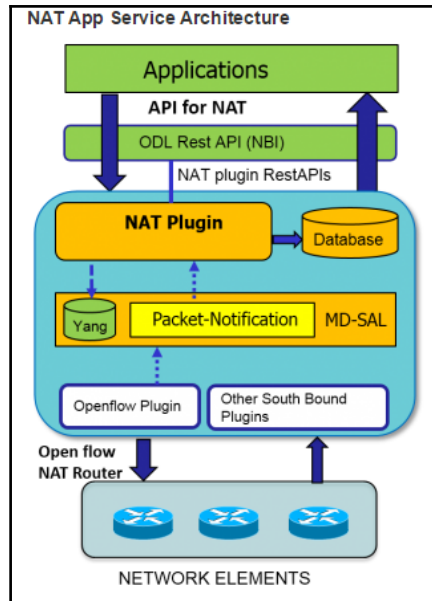 NAT App Service Architecture
Applications
API for NAT
ODL Rest API (NBI)
NAT plugin RestAPIs
NAT Plugin
Database
Yang
Packet-Notification
MD-SAL
Openflow Plugin
Other South Bound
Plugins
Open flow
NAT Router
NETWORK ELEMENTS